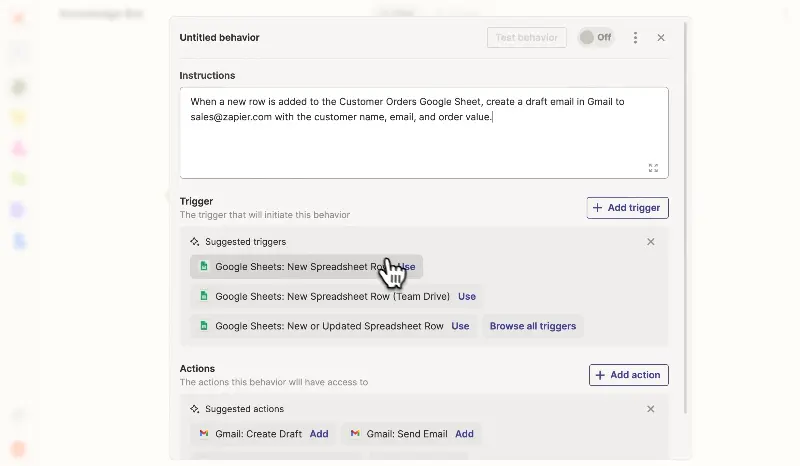 Untitled behavior
Test behavior
Off
Instructions
When a new row is added to the Customer Orders Google Sheet, create a draft email in Gmail to
sales@zapier.com with the customer name, email, and order value.
Trigger
The trigger that will initiate this behavior
+ Add trigger
Suggested triggers
Google Sheets: New Spreadsheet Row Use
Google Sheets: New Spreadsheet Row (Team Drive) Use
Google Sheets: New or Updated Spreadsheet Row Use
Browse all triggers
Actions
The actions this behavior will have access to
+ Add action
Suggested actions
Gmail: Create Draft Add
Gmail: Send Email Add